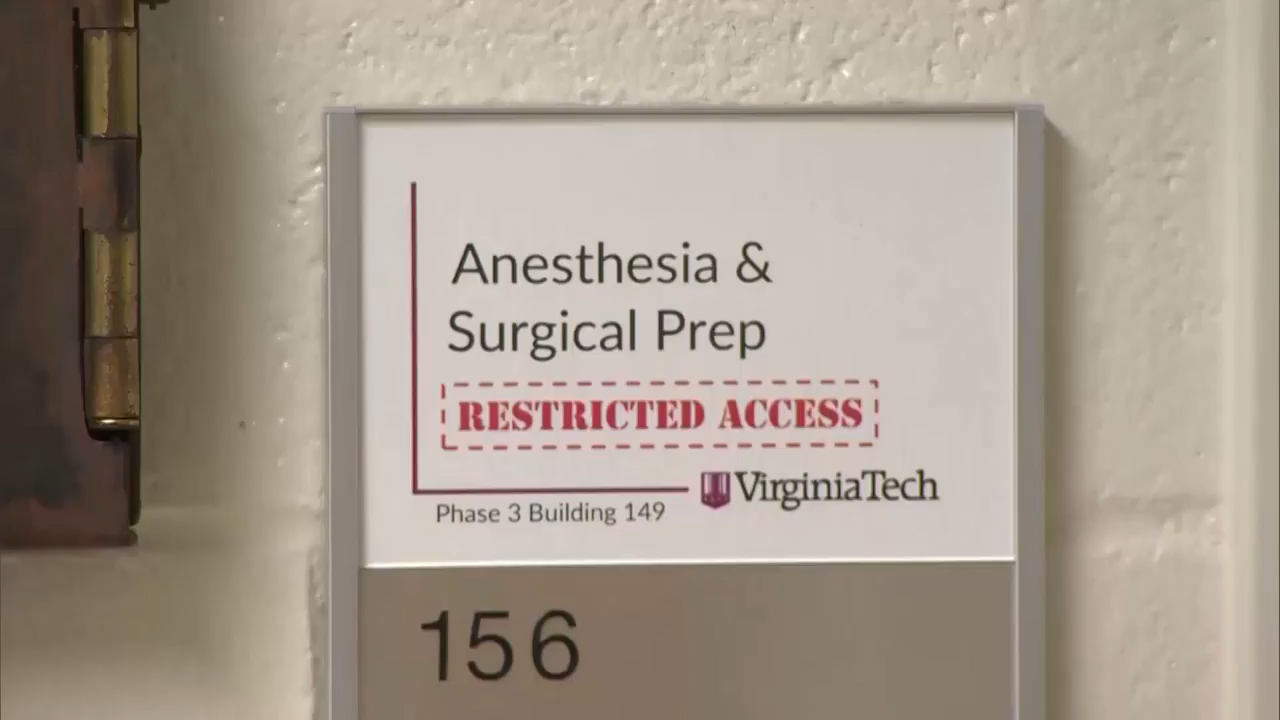 Anesthesia &
Surgical Prep
RESTRICTED ACCESS
VirginiaTech
Phase 3 Building 149
156